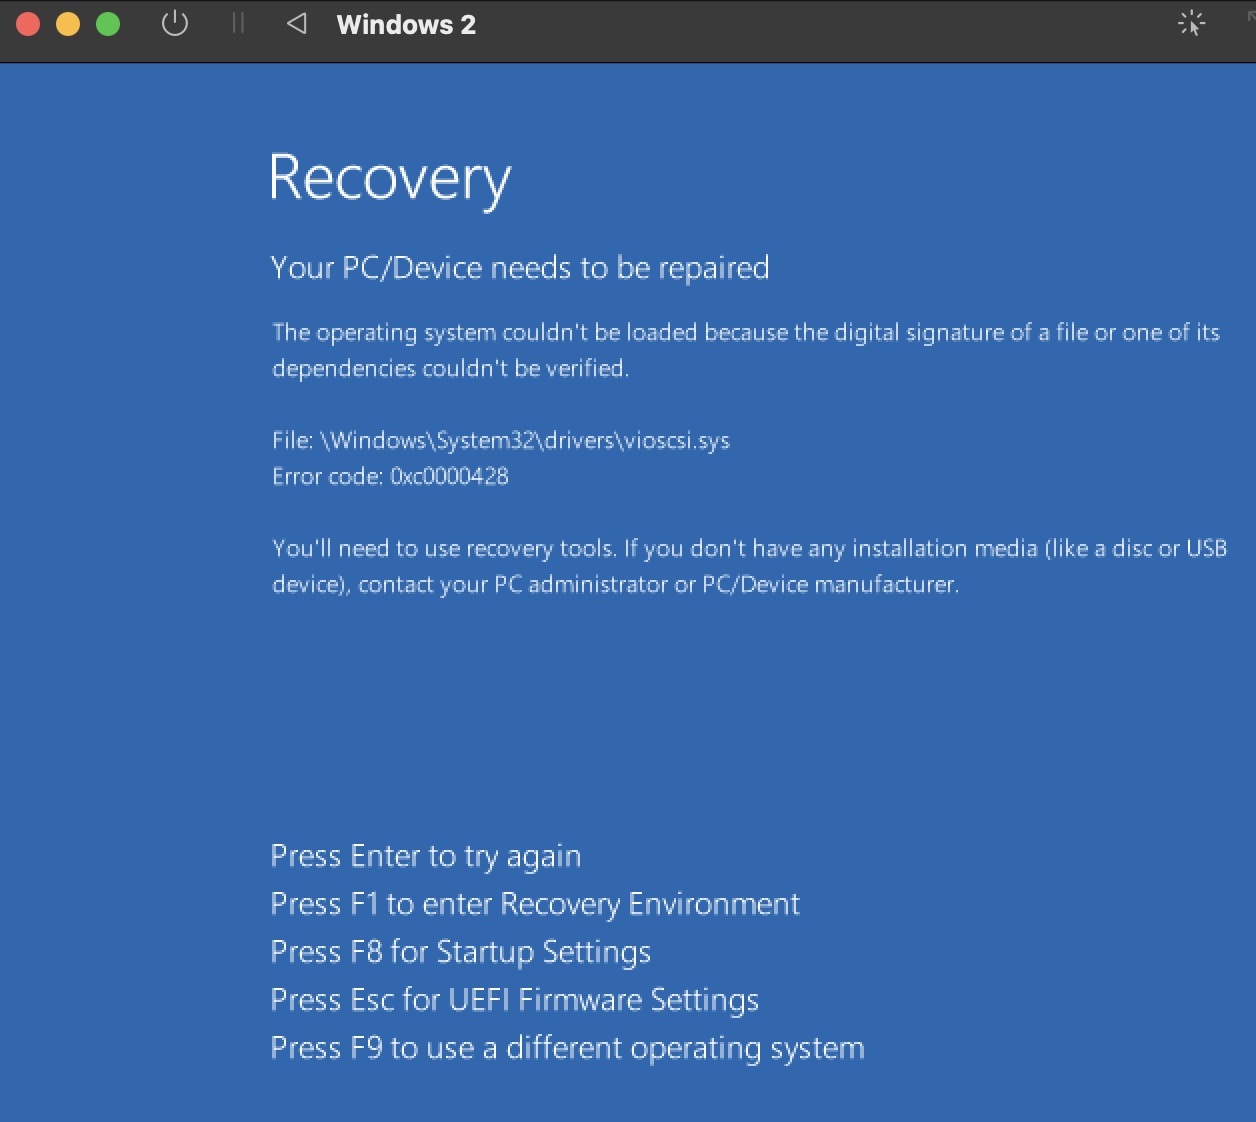 Windows 2
Recovery
Your PC/Device needs to be repaired
The operating system couldn't be loaded because the digital signature of a file or one of its
dependencies couldn't be verified.
File: \Windows\System32\drivers\vioscsi.sys
Error code: 0xc0000428
You'll need to use recovery tools. If you don't have any installation media (like a disc or USB
device), contact your PC administrator or PC/Device manufacturer.
Press Enter to try again
Press F1 to enter Recovery Environment
Press F8 for Startup Settings
Press Esc for UEFI Firmware Settings
Press F9 to use a different operating system